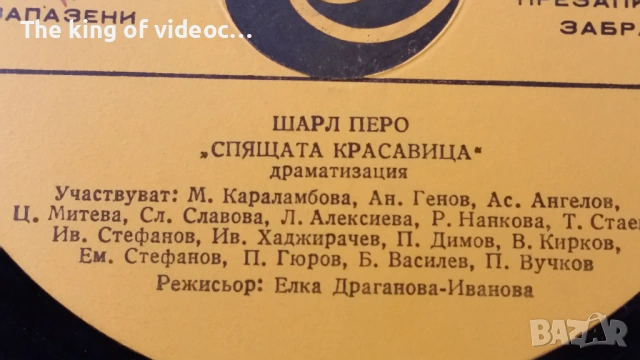 The king of videoc...
ЗАПАЗЕНИ
ПРЕЗАПИ
ЗАБРА
ШАРЛ ПЕРО
„СПЯЩАТА КРАСАВИЦА“
драматизация
Участвуват: М. Караламбова, Ан. Генов, Ас. Ангелов,
Ц. Митева, Сл. Славова, Л. Алексиева, Р. Нанкова, Т. Стаев
Ив. Стефанов, Ив. Хаджирачев, П. Димов, В. Кирков,
Ем. Стефанов, П. Гюров, Б. Василев, П. Вучков
Режисьор: Елка Драганова-Иванова
BAZAR